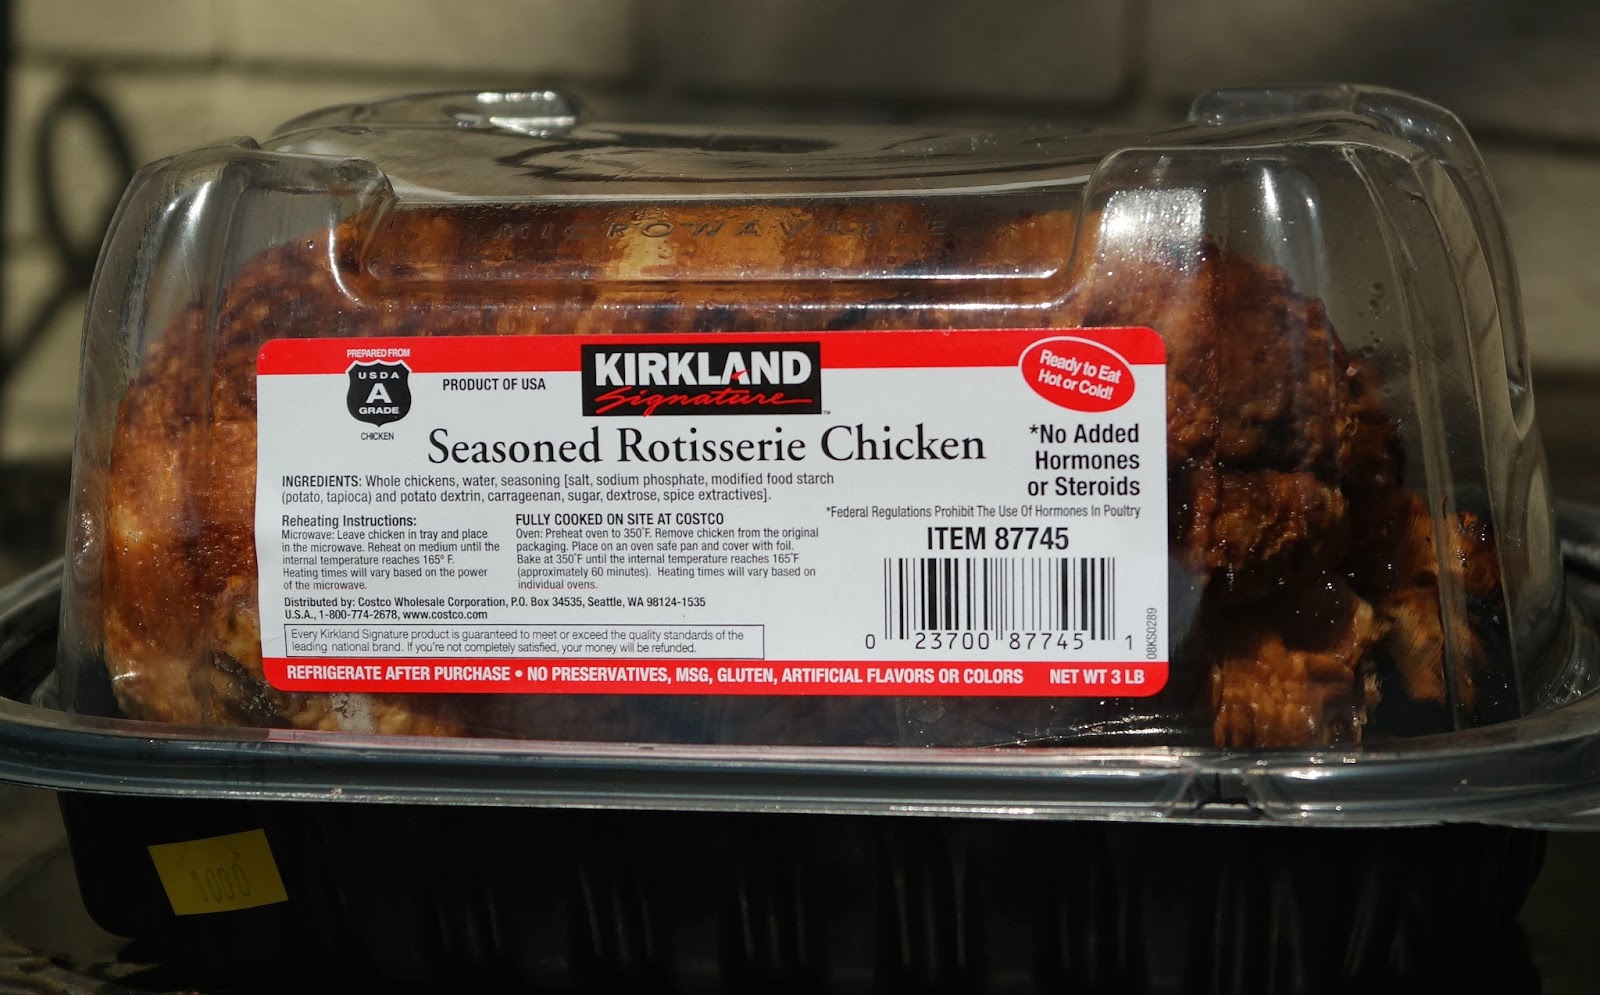 MICROWAVABLE
PREPARED FROM
USDA
A
GRADE
CHICKEN
PRODUCT OF USA
KIRKLAND
Signature™
Ready to Eat
Hot or Cold!
Seasoned Rotisserie Chicken
*No Added
Hormones
or Steroids
INGREDIENTS: Whole chickens, water, seasoning [salt, sodium phosphate, modified food starch
(potato, tapioca) and potato dextrin, carrageenan, sugar, dextrose, spice extractives].
*Federal Regulations Prohibit The Use Of Hormones In Poultry
Reheating Instructions:
Microwave: Leave chicken in tray and place
in the microwave. Reheat on medium until the
internal temperature reaches 165° F.
Heating times will vary based on the power
of the microwave.
FULLY COOKED ON SITE AT COSTCO
Oven: Preheat oven to 350°F. Remove chicken from the original
packaging. Place on an oven safe pan and cover with foil.
Bake at 350°F until the internal temperature reaches 165°F
(approximately 60 minutes). Heating times will vary based on
individual ovens.
ITEM 87745
0 23700 87745 1
08KS0289
Distributed by: Costco Wholesale Corporation, P.O. Box 34535, Seattle, WA 98124-1535
U.S.A., 1-800-774-2678, www.costco.com
Every Kirkland Signature product is guaranteed to meet or exceed the quality standards of the
leading national brand. If you're not completely satisfied, your money will be refunded.
REFRIGERATE AFTER PURCHASE • NO PRESERVATIVES, MSG, GLUTEN, ARTIFICIAL FLAVORS OR COLORS NET WT 3 LB
1000